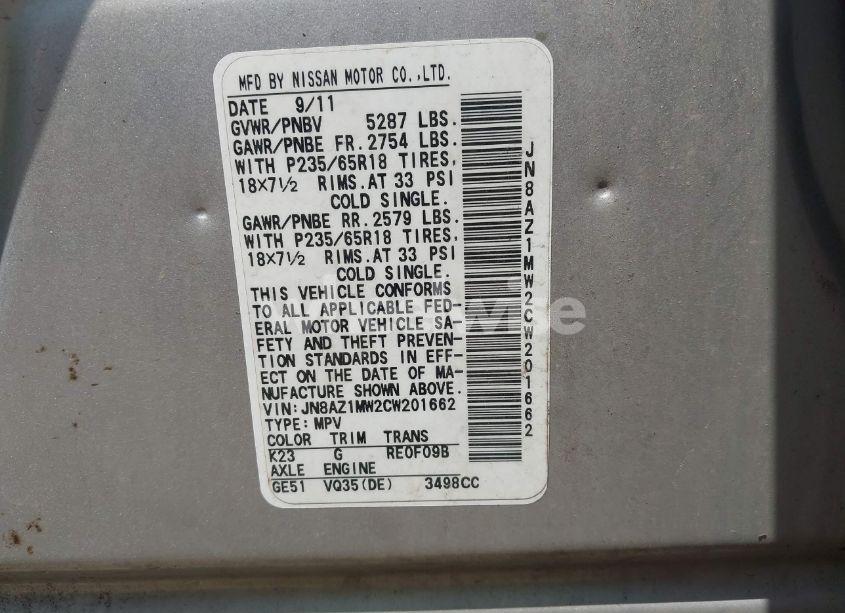 MFD BY NISSAN MOTOR CO.,LTD.
DATE 9/11
GVWR/PNBV 5287 LBS.
GAWR/PNBE FR. 2754 LBS.
WITH P235/65R18 TIRES,
18X7½ RIMS.AT 33 PSI
COLD SINGLE.
GAWR/PNBE RR. 2579 LBS.
WITH P235/65R18 TIRES,
18X7½ RIMS.AT 33 PSI
COLD SINGLE.
THIS VEHICLE CONFORMS
TO ALL APPLICABLE FED-
ERAL MOTOR VEHICLE SA-
FETY AND THEFT PREVEN-
TION STANDARDS IN EFF-
ECT ON THE DATE OF MA-
NUFACTURE SHOWN ABOVE.
VIN: JN8AZ1MW2CW201662
TYPE: MPV
COLOR TRIM TRANS
K23 G RE0F09B
AXLE ENGINE
GE51 VQ35(DE) 3498CC
JN8AZ1MW2CW201662